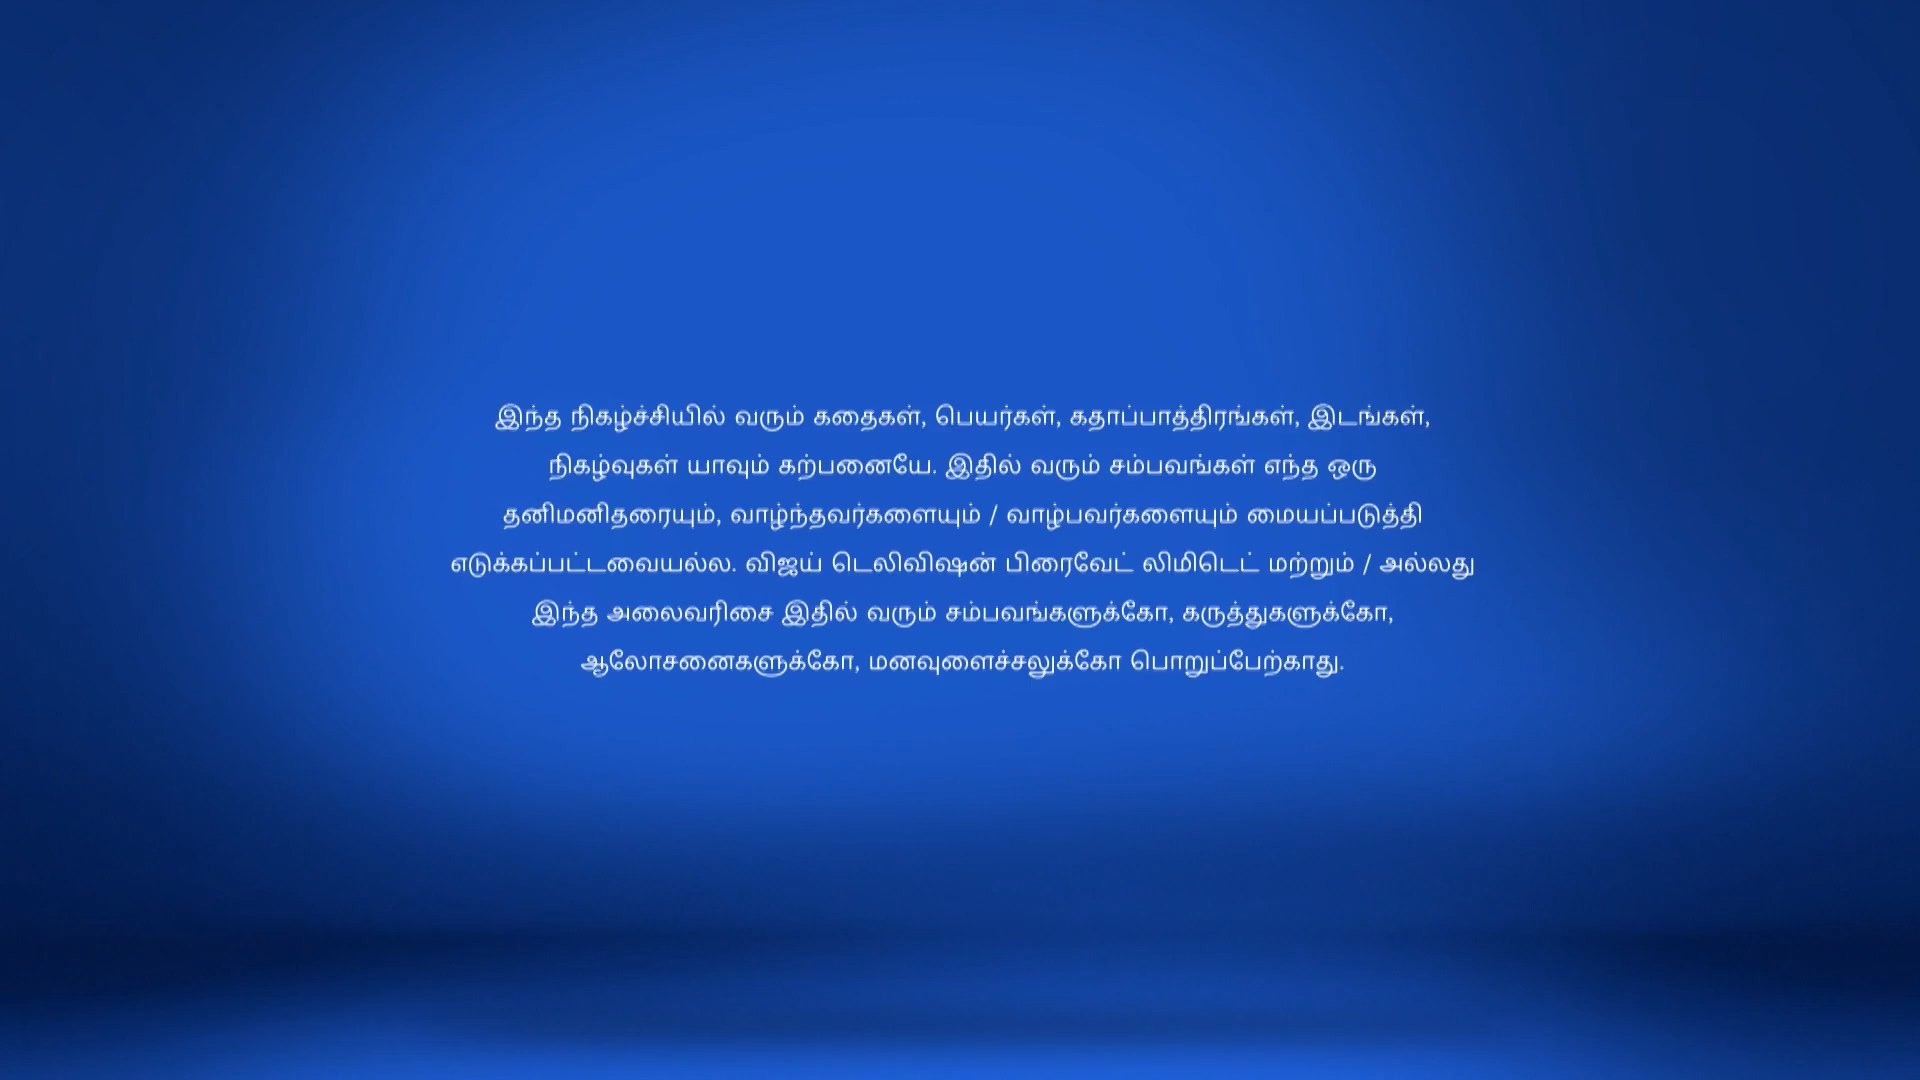 இந்த நிகழ்ச்சியில் வரும் கதைகள், பெயர்கள், கதாப்பாத்திரங்கள், இடங்கள்,
நிகழ்வுகள் யாவும் கற்பனையே. இதில் வரும் சம்பவங்கள் எந்த ஒரு
தனிமனிதரையும், வாழ்ந்தவர்களையும் / வாழ்பவர்களையும் மையப்படுத்தி
எடுக்கப்பட்டவையல்ல. விஜய் டெலிவிஷன் பிரைவேட் லிமிடெட் மற்றும் / அல்லது
இந்த அலைவரிசை இதில் வரும் சம்பவங்களுக்கோ, கருத்துகளுக்கோ,
ஆலோசனைகளுக்கோ, மனவுளைச்சலுக்கோ பொறுப்பேற்காது.